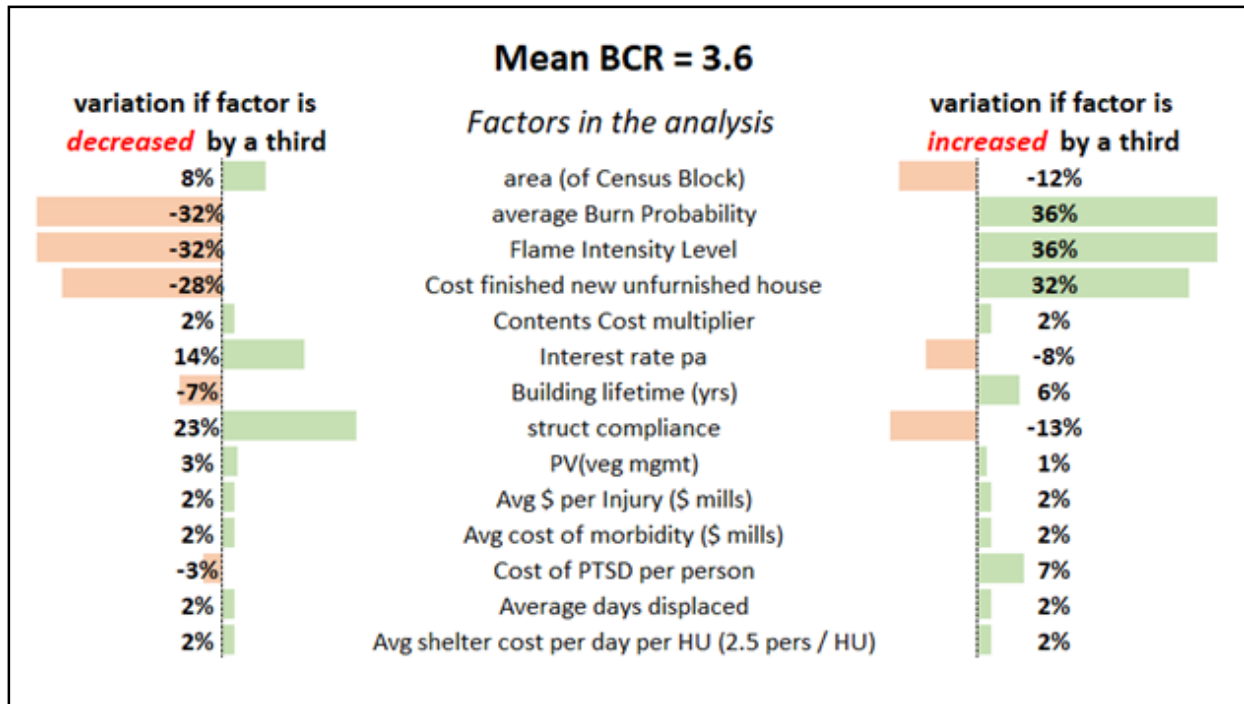 Mean BCR = 3.6
variation if factor is
decreased by a third
Factors in the analysis
variation if factor is
increased by a third
8% area (of Census Block) -12%
-32% average Burn Probability 36%
-32% Flame Intensity Level 36%
-28% Cost finished new unfurnished house 32%
2% Contents Cost multiplier 2%
14% Interest rate pa -8%
-7% Building lifetime (yrs) 6%
23% struct compliance -13%
3% PV(veg mgmt) 1%
2% Avg $ per Injury ($ mills) 2%
2% Avg cost of morbidity ($ mills) 2%
-3% Cost of PTSD per person 7%
2% Average days displaced 2%
2% Avg shelter cost per day per HU (2.5 pers / HU) 2%